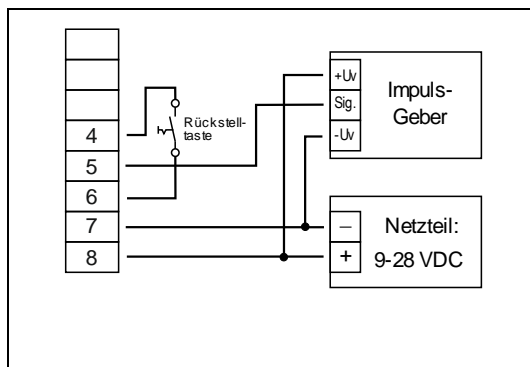 4
5
6
7
8
Rückstell-
taste
+Uv
Sig.
-Uv
Impuls-
Geber
–
+
Netzteil:
9-28 VDC